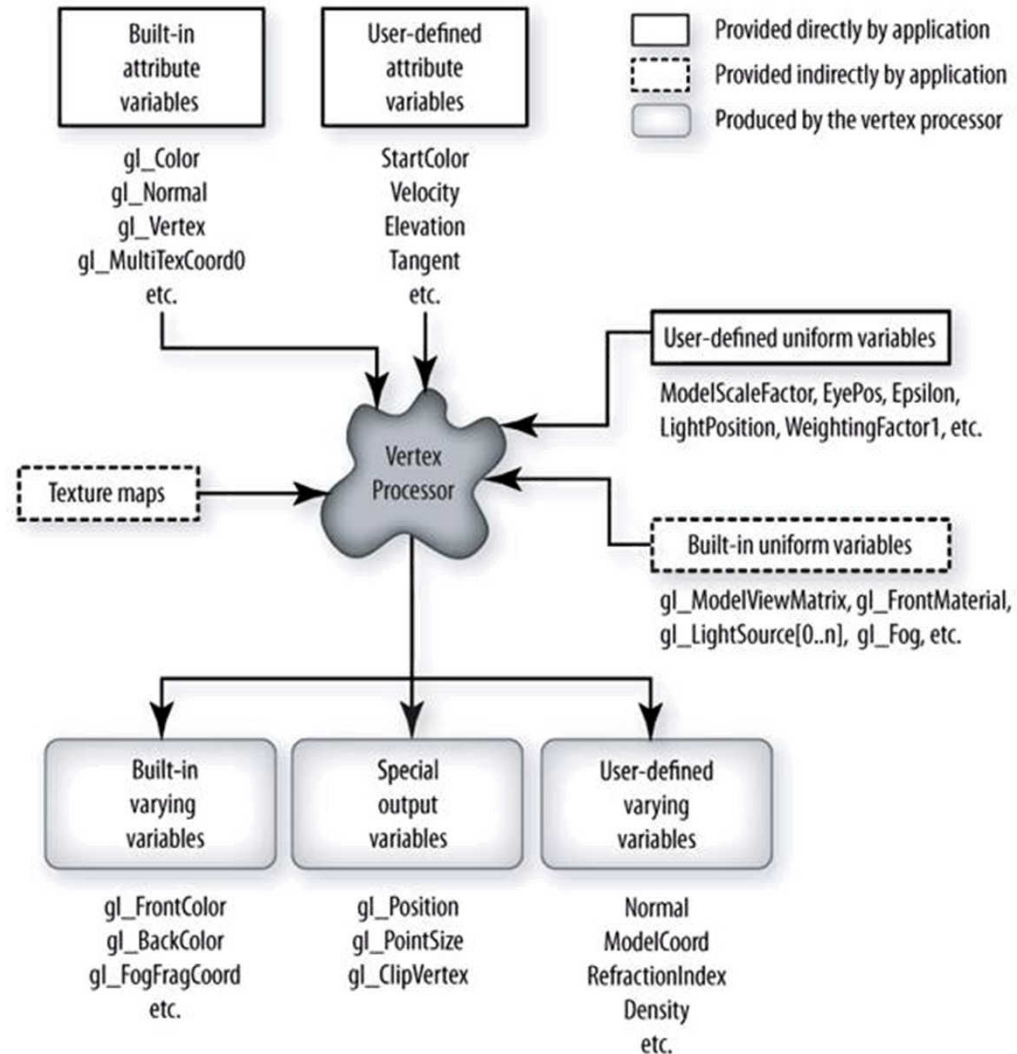 Built-in
attribute
variables
User-defined
attribute
variables
Provided directly by application
Provided indirectly by application
Produced by the vertex processor
gl_Color
gl_Normal
gl_Vertex
gl_MultiTexCoord0
etc.
StartColor
Velocity
Elevation
Tangent
etc.
User-defined uniform variables
ModelScaleFactor, EyePos, Epsilon,
LightPosition, WeightingFactor1, etc.
Vertex
Processor
Texture maps
Built-in uniform variables
gl_ModelViewMatrix, gl_FrontMaterial,
gl_LightSource[0..n], gl_Fog, etc.
Built-in
varying
variables
Special
output
variables
User-defined
varying
variables
gl_FrontColor
gl_BackColor
gl_FogFragCoord
etc.
gl_Position
gl_PointSize
gl_ClipVertex
Normal
ModelCoord
RefractionIndex
Density
etc.